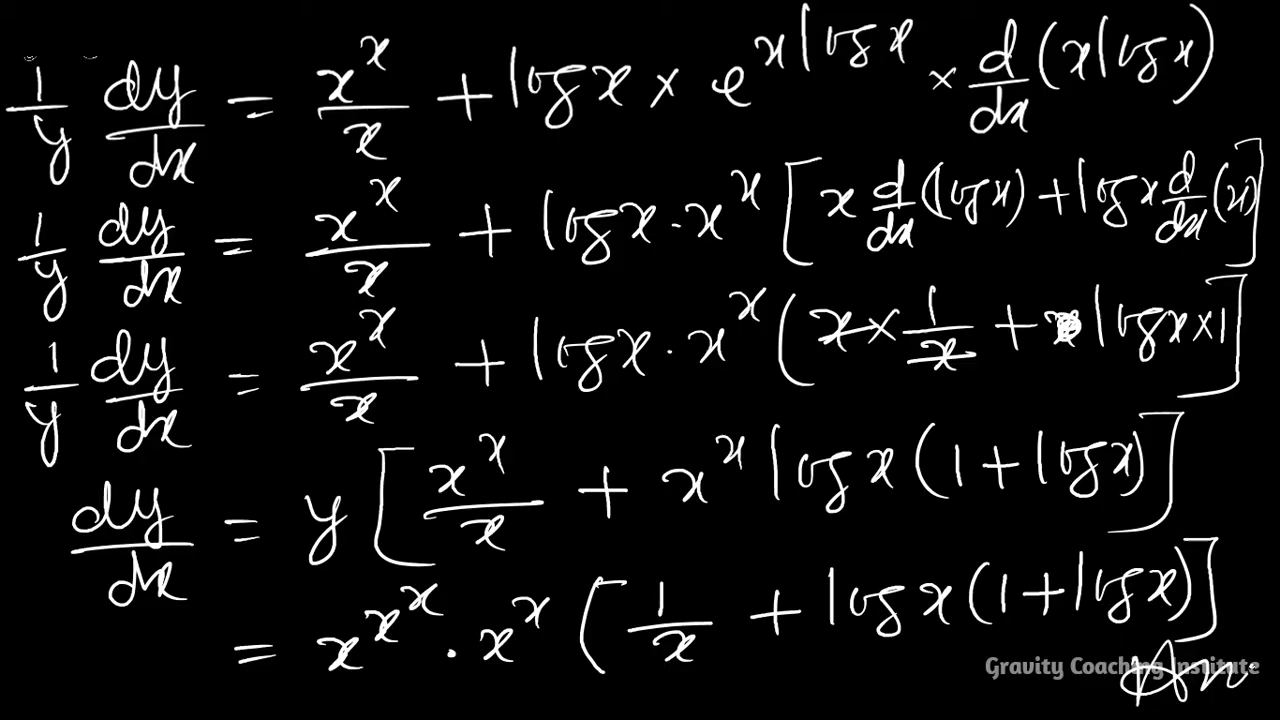 1/y dy/dx = x^x/x + log x × e^(x log x) × d/dx (x log x)
1/y dy/dx = x^x/x + log x · x^x [x d/dx (log x) + log x d/dx (x)]
1/y dy/dx = x^x/x + log x · x^x (x × 1/x + log x × 1]
dy/dx = y [x^x/x + x^x log x (1 + log x)]
= x^x^x · x^x (1/x + log x (1 + log x)]
Gravity Coaching Institute
Ans